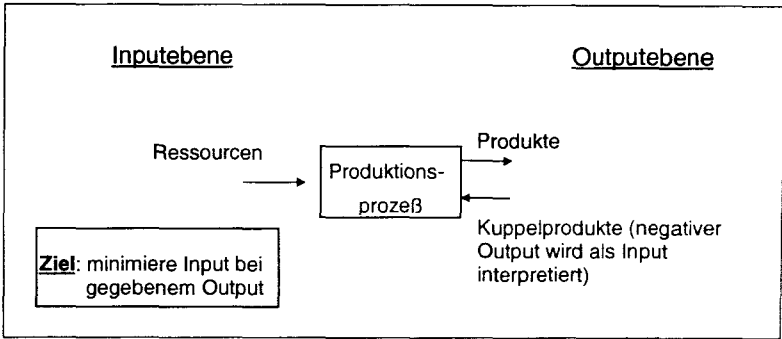 Inputebene
Outputebene
Ressourcen
Produktions-
prozeß
Produkte
Kuppelprodukte (negativer
Output wird als Input
interpretiert)
Ziel: minimiere Input bei
gegebenem Output